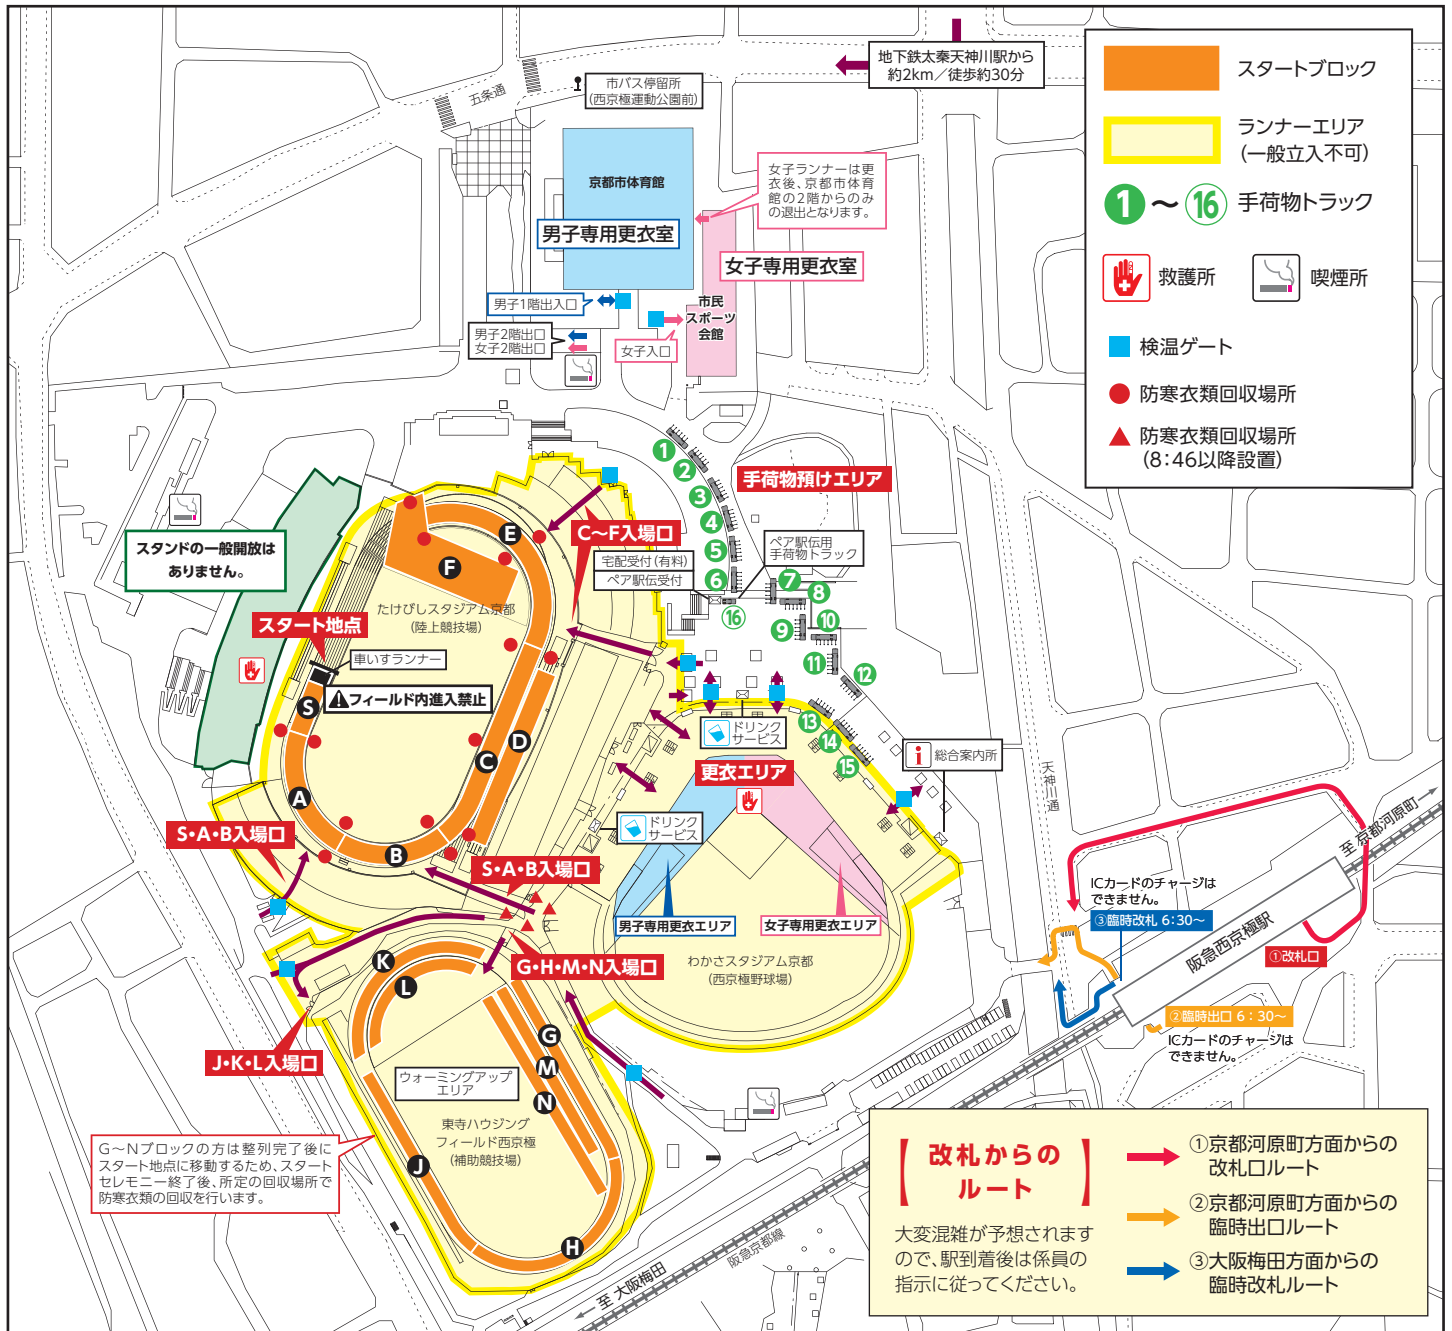 地下鉄太秦天神川駅から
約2km／徒歩約30分
市バス停留所
(西京極運動公園前)
五条通
スタートブロック
ランナーエリア
(一般立入不可)
1～16 手荷物トラック
救護所
喫煙所
検温ゲート
防寒衣類回収場所
防寒衣類回収場所
(8:46以降設置)
京都市体育館
男子専用更衣室
女子ランナーは更
衣後、京都市体育
館の2階からのみ
の退出となります。
女子専用更衣室
市民
スポーツ
会館
男子1階出入口
男子2階出口
女子2階出口
女子入口
1
2
3
4
5
6
7
8
9
10
11
12
13
14
15
16
手荷物預けエリア
ペア駅伝用
手荷物トラック
C～F入場口
宅配受付(有料)
ペア駅伝受付
スタンドの一般開放は
ありません。
E
F
たけびしスタジアム京都
(陸上競技場)
スタート地点
車いすランナー
フィールド内進入禁止
S
D
C
A
B
ドリンク
サービス
更衣エリア
i 総合案内所
天神川通
S・A・B入場口
ドリンク
サービス
S・A・B入場口
男子専用更衣エリア
女子専用更衣エリア
わかさスタジアム京都
(西京極野球場)
至 京都河原町
ICカードのチャージは
できません。
③臨時改札 6:30～
阪急西京極駅
①改札口
②臨時出口 6:30～
ICカードのチャージは
できません。
K
L
G・H・M・N入場口
J・K・L入場口
G
M
N
ウォーミングアップ
エリア
東寺ハウジング
フィールド西京極
(補助競技場)
J
H
G～Nブロックの方は整列完了後に
スタート地点に移動するため、スタート
セレモニー終了後、所定の回収場所で
防寒衣類の回収を行います。
至 大阪梅田
阪急京都線
【改札からの
ルート】
大変混雑が予想されます
ので、駅到着後は係員の
指示に従ってください。
①京都河原町方面からの
改札口ルート
②京都河原町方面からの
臨時出口ルート
③大阪梅田方面からの
臨時改札ルート